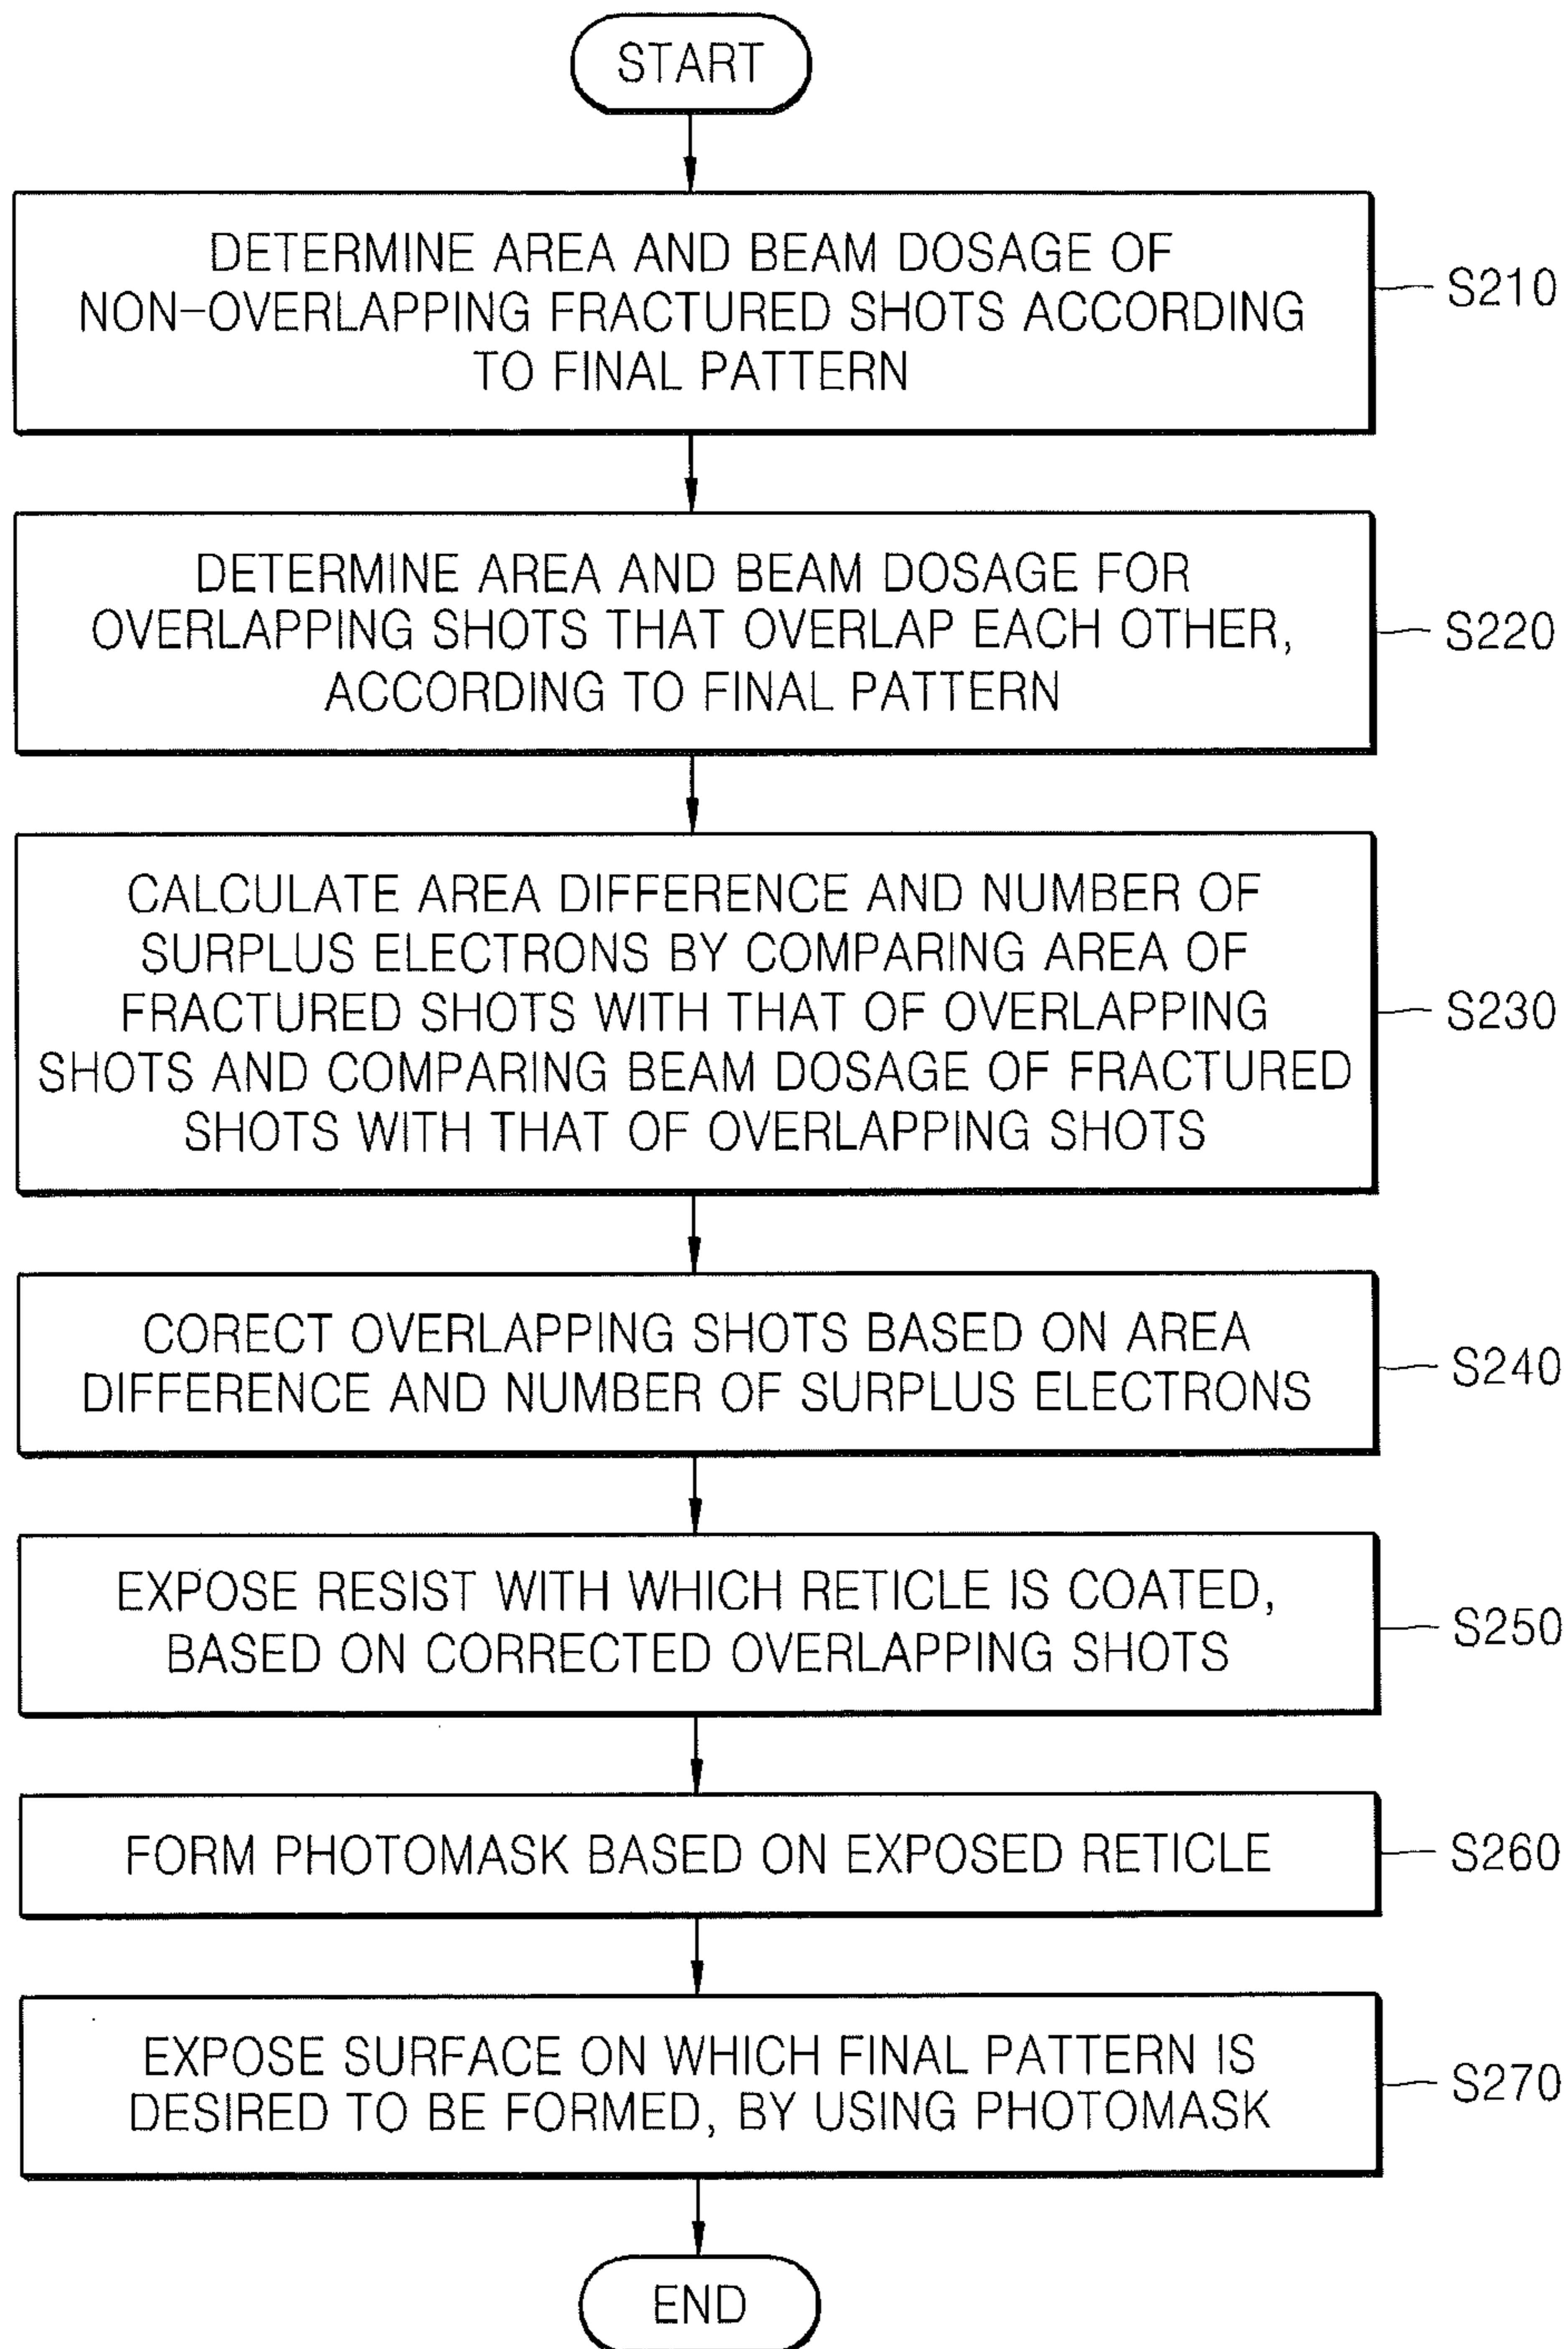 START
DETERMINE AREA AND BEAM DOSAGE OF
NON-OVERLAPPING FRACTURED SHOTS ACCORDING
TO FINAL PATTERN
S210
DETERMINE AREA AND BEAM DOSAGE FOR
OVERLAPPING SHOTS THAT OVERLAP EACH OTHER,
ACCORDING TO FINAL PATTERN
S220
CALCULATE AREA DIFFERENCE AND NUMBER OF
SURPLUS ELECTRONS BY COMPARING AREA OF
FRACTURED SHOTS WITH THAT OF OVERLAPPING
SHOTS AND COMPARING BEAM DOSAGE OF FRACTURED
SHOTS WITH THAT OF OVERLAPPING SHOTS
S230
CORECT OVERLAPPING SHOTS BASED ON AREA
DIFFERENCE AND NUMBER OF SURPLUS ELECTRONS
S240
EXPOSE RESIST WITH WHICH RETICLE IS COATED,
BASED ON CORRECTED OVERLAPPING SHOTS
S250
FORM PHOTOMASK BASED ON EXPOSED RETICLE
S260
EXPOSE SURFACE ON WHICH FINAL PATTERN IS
DESIRED TO BE FORMED, BY USING PHOTOMASK
S270
END